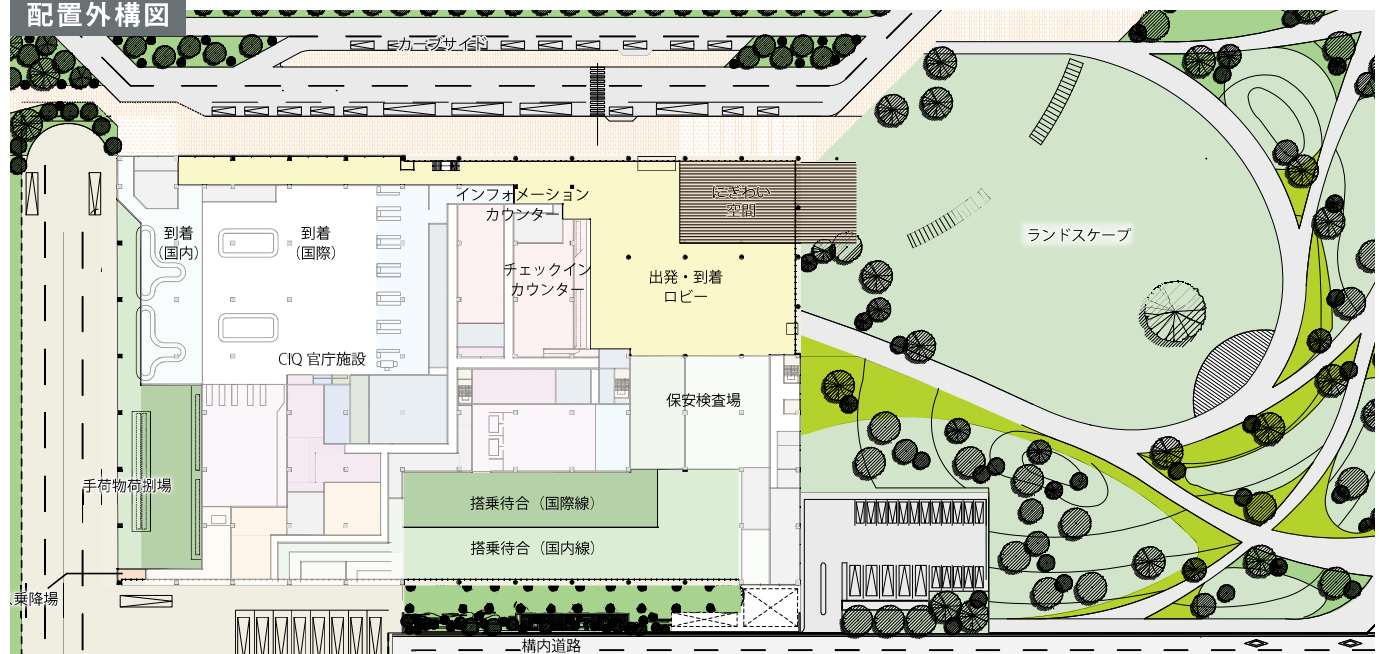 配置外構図
カーブサイド
インフォメーション
カウンター
にぎわい
空間
到着
（国内）
到着
（国際）
ランドスケープ
チェックイン
カウンター
出発・到着
ロビー
CIQ 官庁施設
保安検査場
手荷物荷捌場
搭乗待合（国際線）
搭乗待合（国内線）
乗降場
構内道路